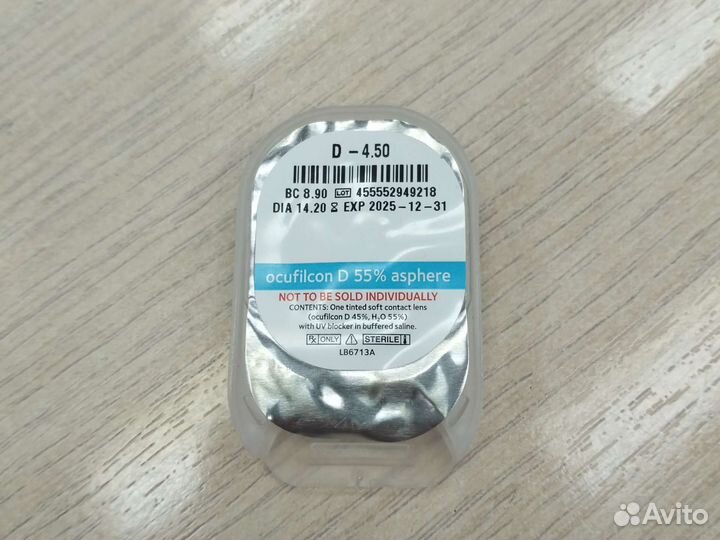 D -4.50
BC 8.90 LOT 455552949218
DIA 14.20 EXP 2025-12-31
ocufilcon D 55% asphere
NOT TO BE SOLD INDIVIDUALLY
CONTENTS: One tinted soft contact lens
(ocufilcon D 45%, H₂O 55%)
with UV blocker in buffered saline.
Rx ONLY STERILE
LB6713A
Avito